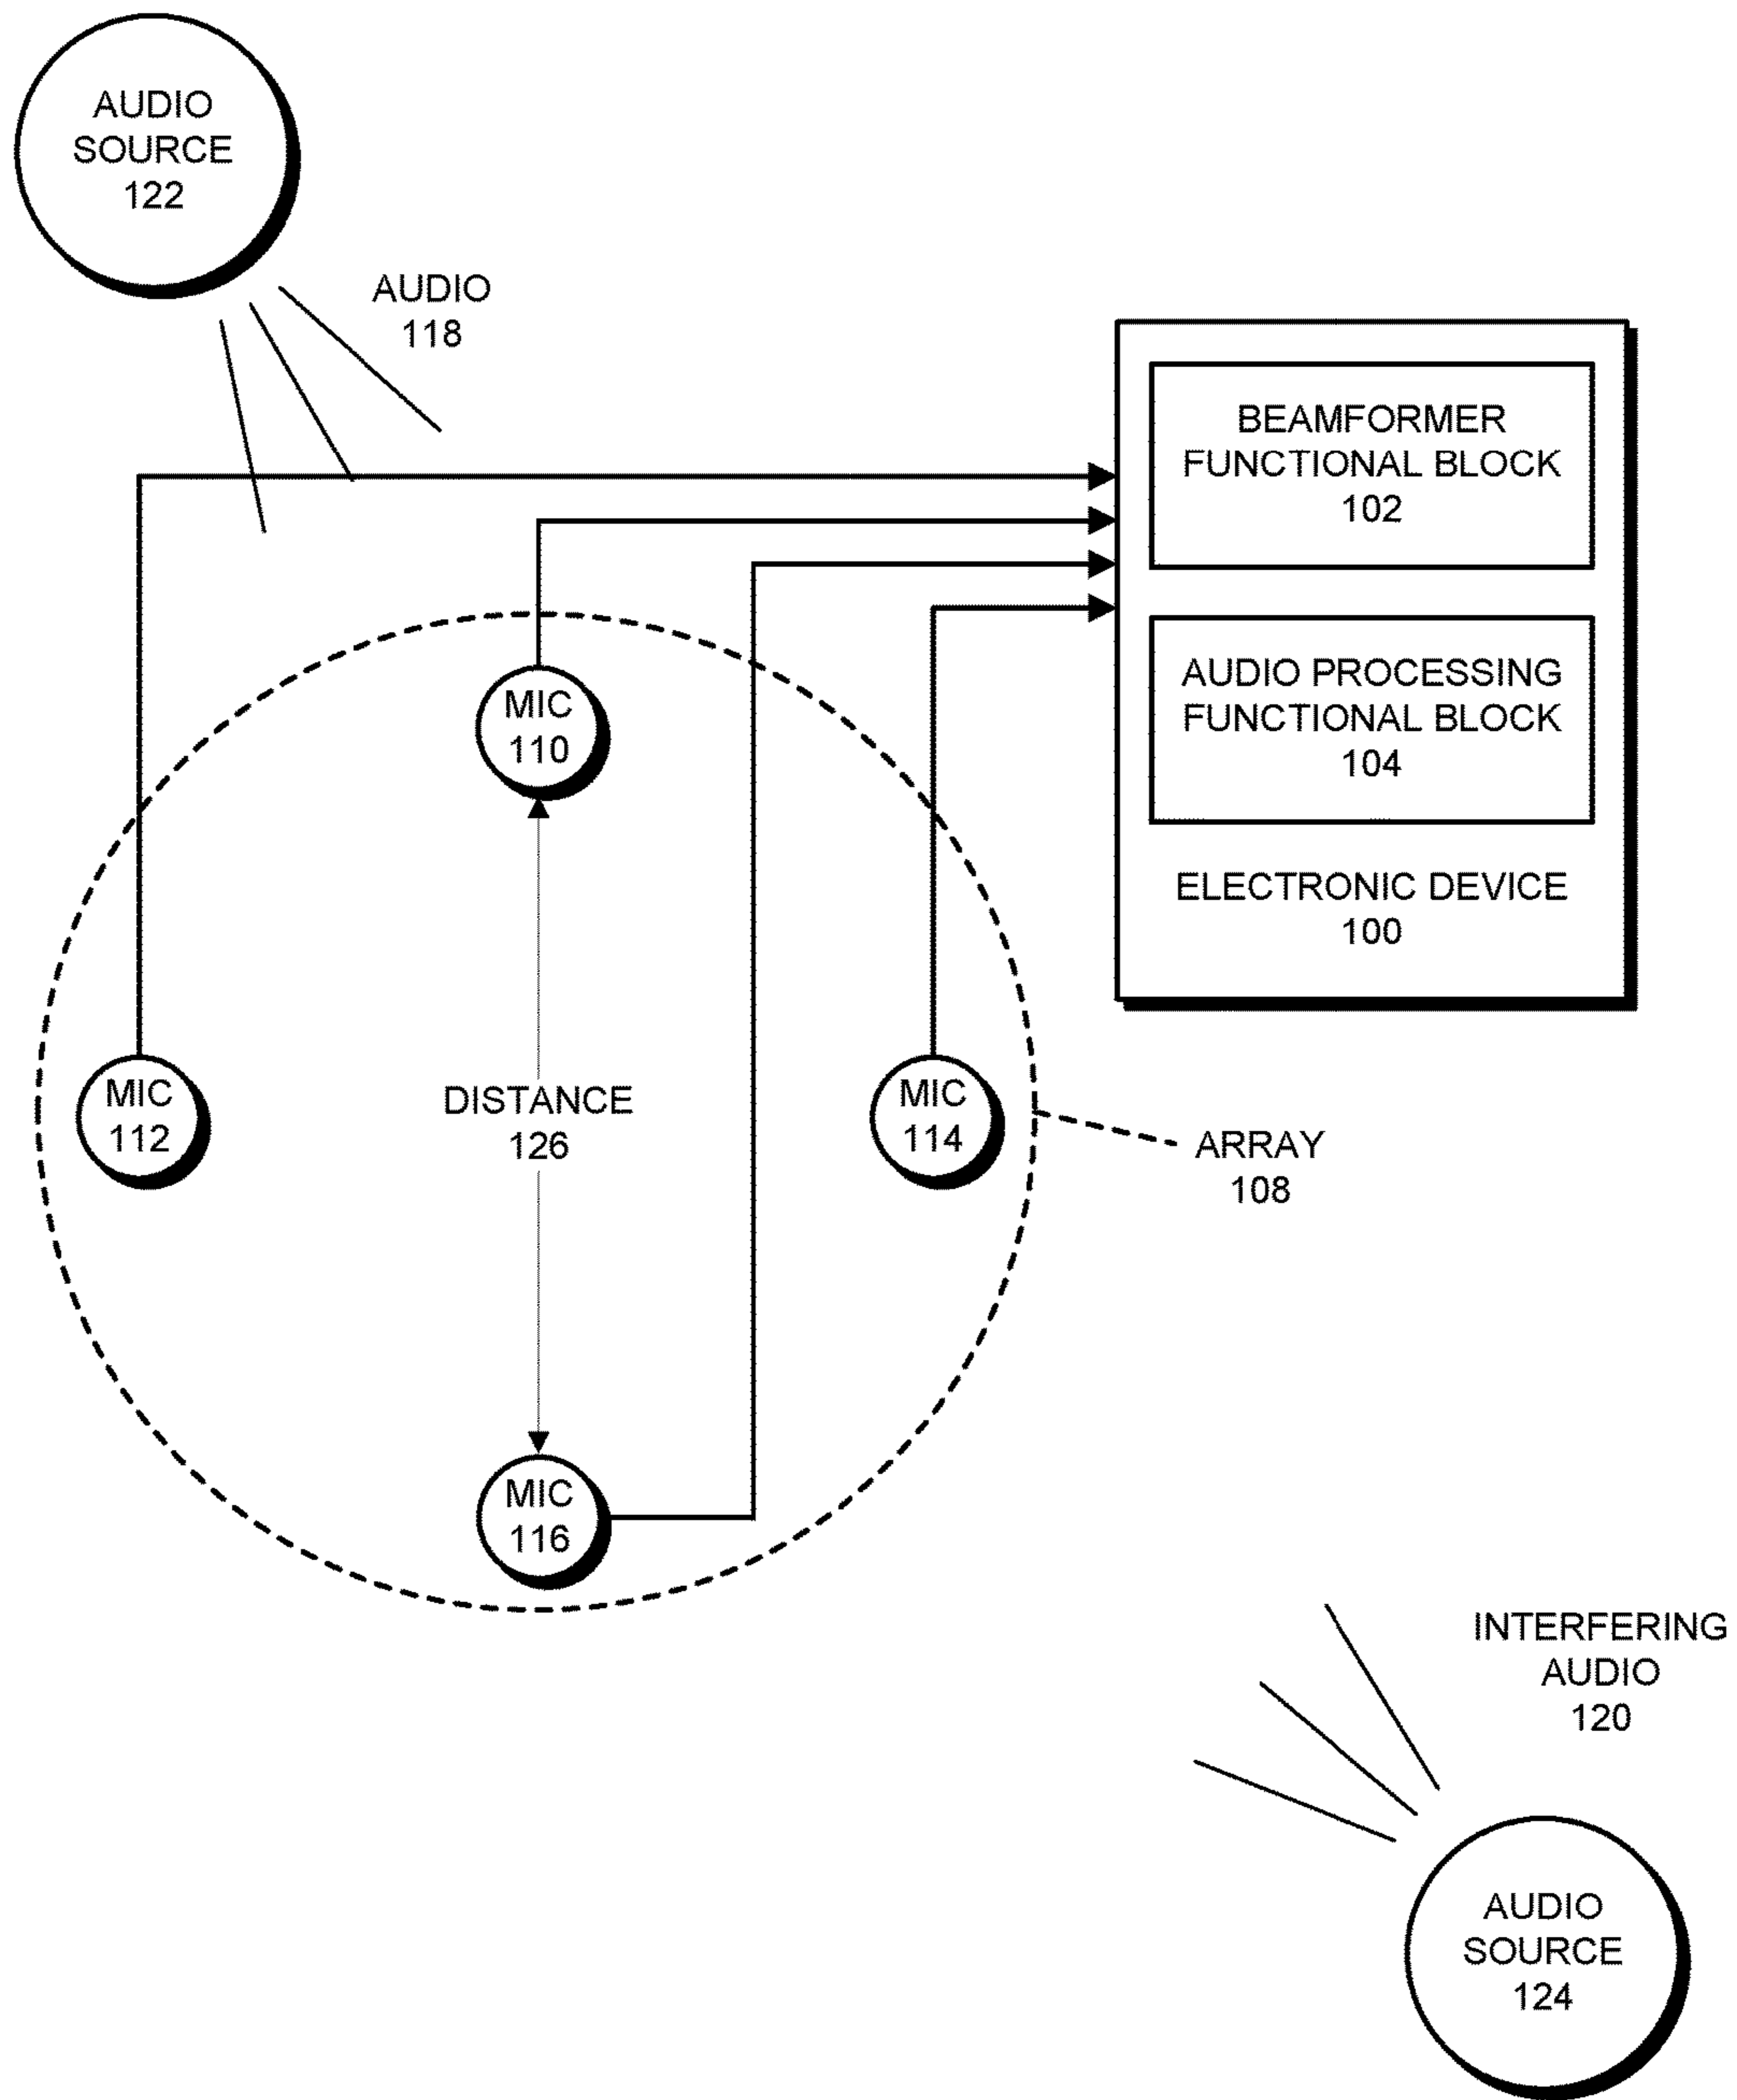 AUDIO
SOURCE
122
AUDIO
118
BEAMFORMER
FUNCTIONAL BLOCK
102
AUDIO PROCESSING
FUNCTIONAL BLOCK
104
ELECTRONIC DEVICE
100
MIC
110
MIC
112
DISTANCE
126
MIC
114
ARRAY
108
MIC
116
INTERFERING
AUDIO
120
AUDIO
SOURCE
124